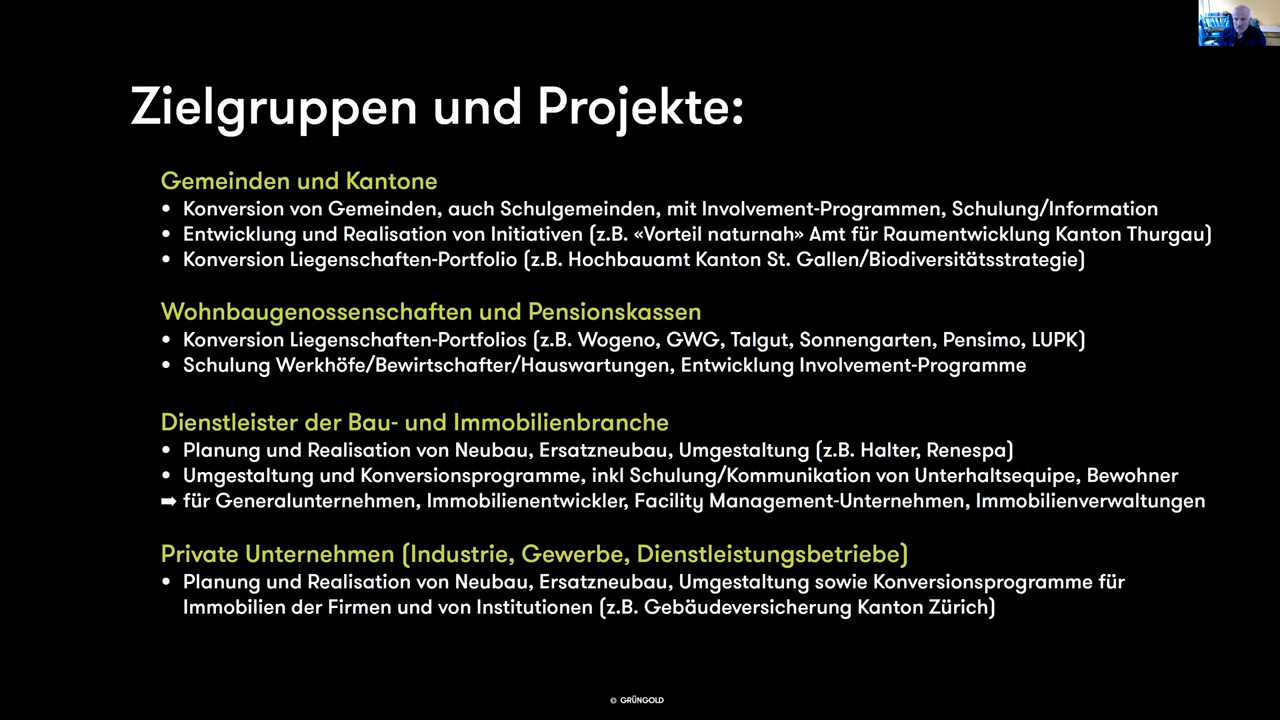 Zielgruppen und Projekte:
Gemeinden und Kantone
• Konversion von Gemeinden, auch Schulgemeinden, mit Involvement-Programmen, Schulung/Information
• Entwicklung und Realisation von Initiativen (z.B. «Vorteil naturnah» Amt für Raumentwicklung Kanton Thurgau)
• Konversion Liegenschaften-Portfolio (z.B. Hochbauamt Kanton St. Gallen/Biodiversitätsstrategie)
Wohnbaugenossenschaften und Pensionskassen
• Konversion Liegenschaften-Portfolios (z.B. Wogeno, GWG, Talgut, Sonnengarten, Pensimo, LUPK)
• Schulung Werkhöfe/Bewirtschafter/Hauswartungen, Entwicklung Involvement-Programme
Dienstleister der Bau- und Immobilienbranche
• Planung und Realisation von Neubau, Ersatzneubau, Umgestaltung (z.B. Halter, Renespa)
• Umgestaltung und Konversionsprogramme, inkl Schulung/Kommunikation von Unterhaltsequipe, Bewohner
➡ für Generalunternehmen, Immobilienentwickler, Facility Management-Unternehmen, Immobilienverwaltungen
Private Unternehmen (Industrie, Gewerbe, Dienstleistungsbetriebe)
• Planung und Realisation von Neubau, Ersatzneubau, Umgestaltung sowie Konversionsprogramme für
Immobilien der Firmen und von Institutionen (z.B. Gebäudeversicherung Kanton Zürich)
© GRÜNGOLD